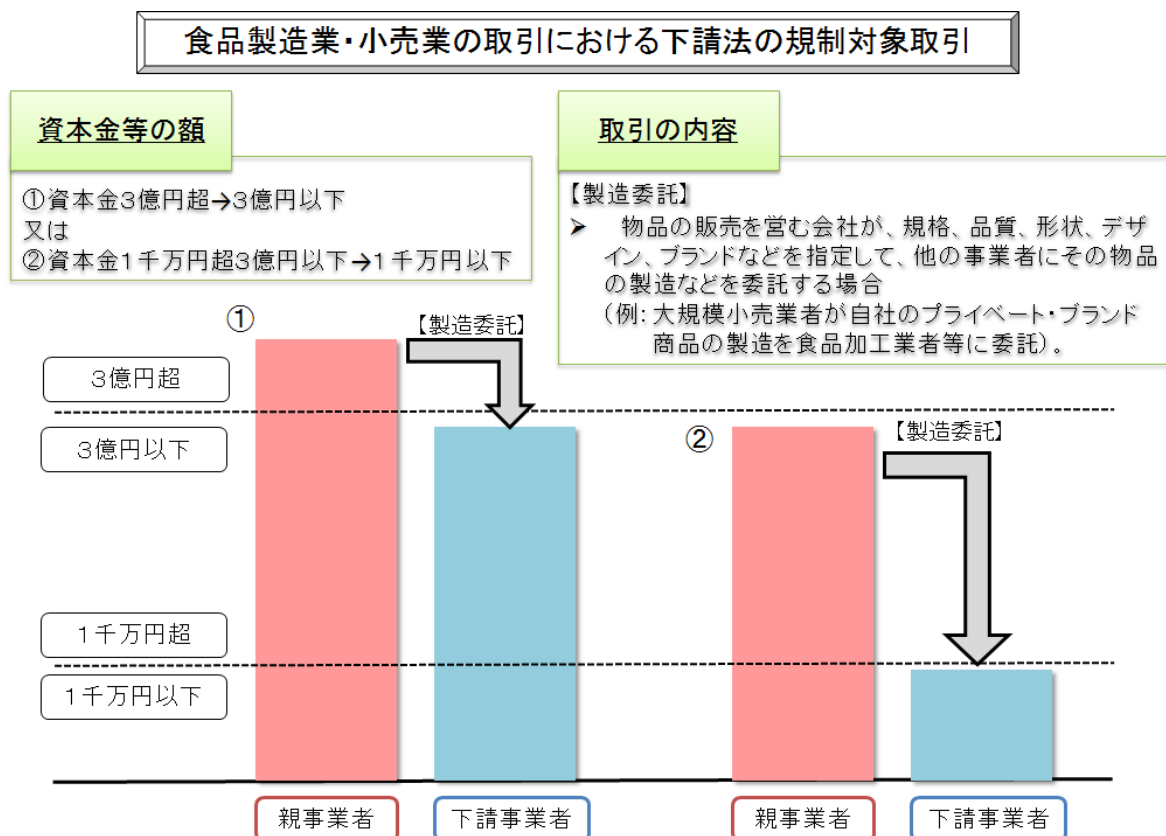 食品製造業・小売業の取引における下請法の規制対象取引
資本金等の額
①資本金３億円超→３億円以下
又は
②資本金１千万円超３億円以下→１千万円以下
取引の内容
【製造委託】
➤ 物品の販売を営む会社が、規格、品質、形状、デザ
イン、ブランドなどを指定して、他の事業者にその物品
の製造などを委託する場合
（例：大規模小売業者が自社のプライベート・ブランド
商品の製造を食品加工業者等に委託）。
①
【製造委託】
３億円超
３億円以下
②
【製造委託】
１千万円超
１千万円以下
親事業者
下請事業者
親事業者
下請事業者